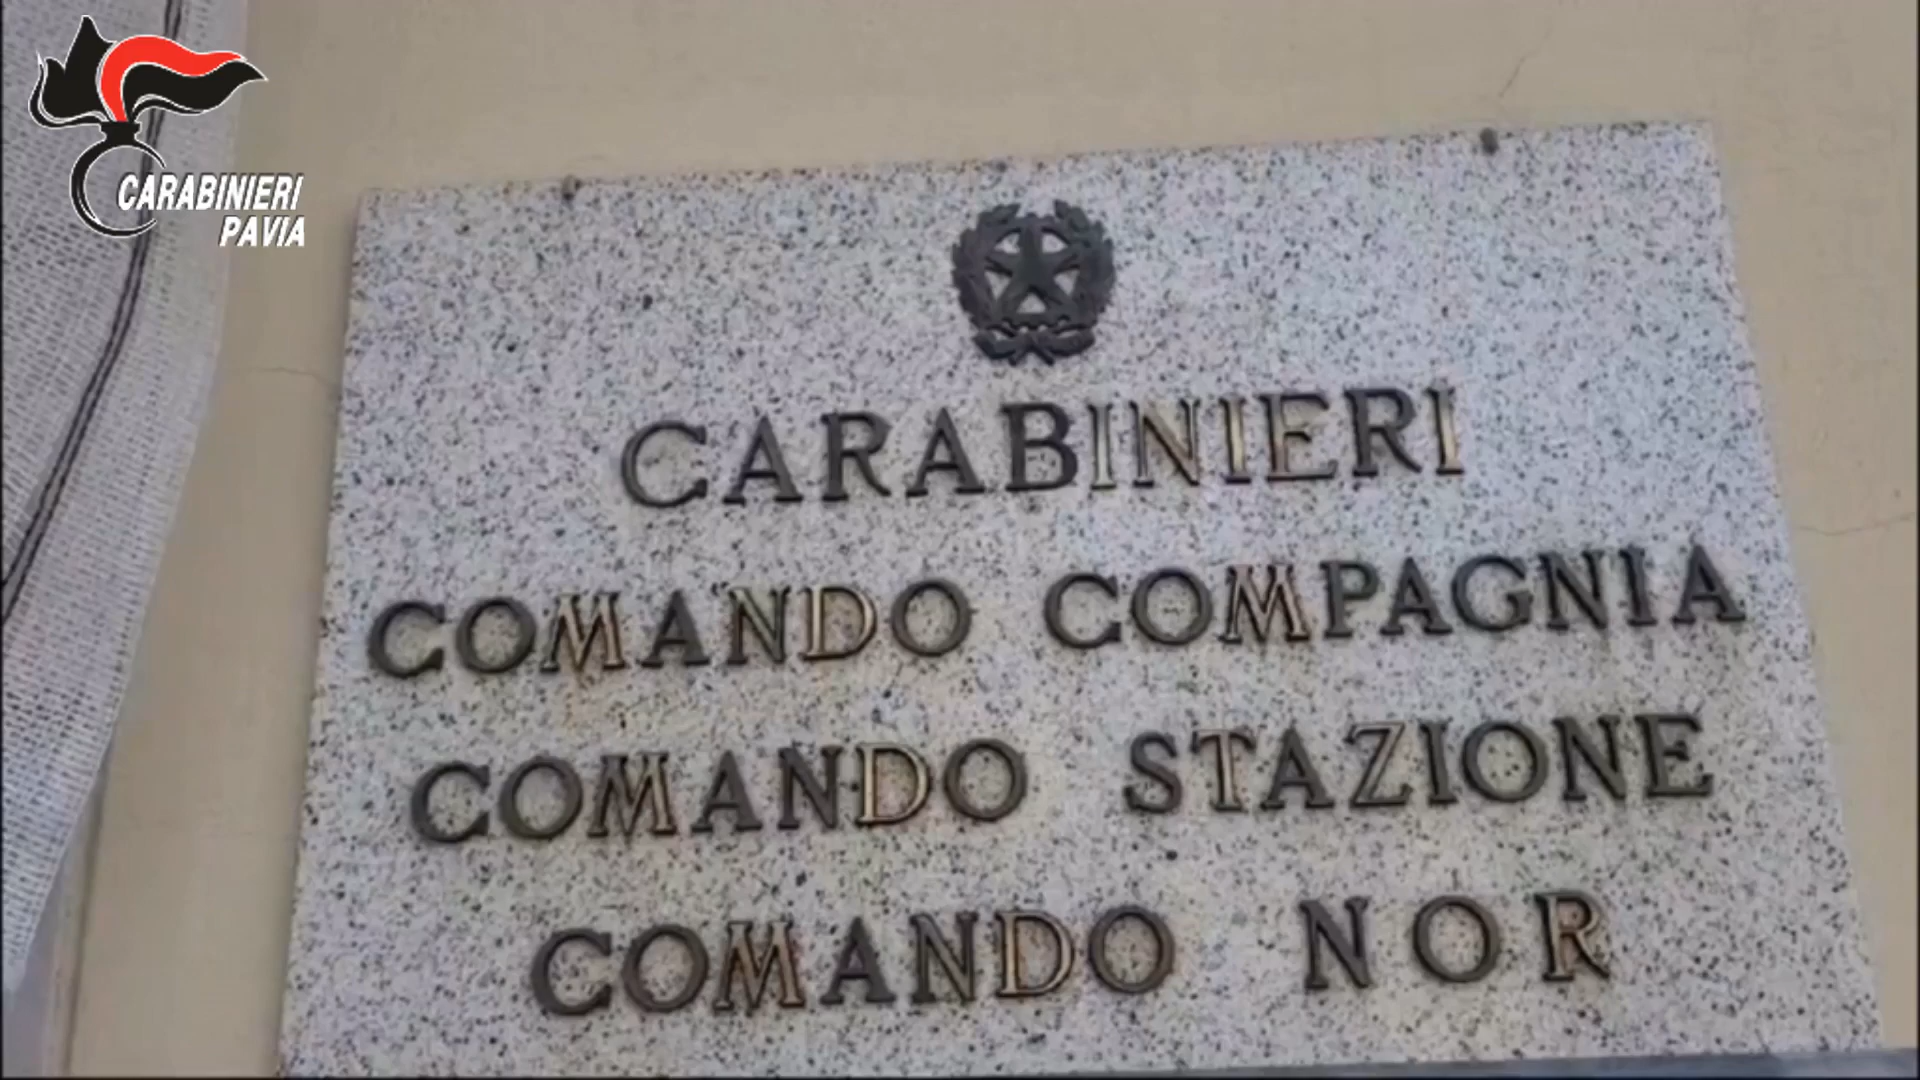 CARABINIERI
PAVIA
CARABINIERI
COMANDO COMPAGNIA
COMANDO STAZIONE
COMANDO NOR